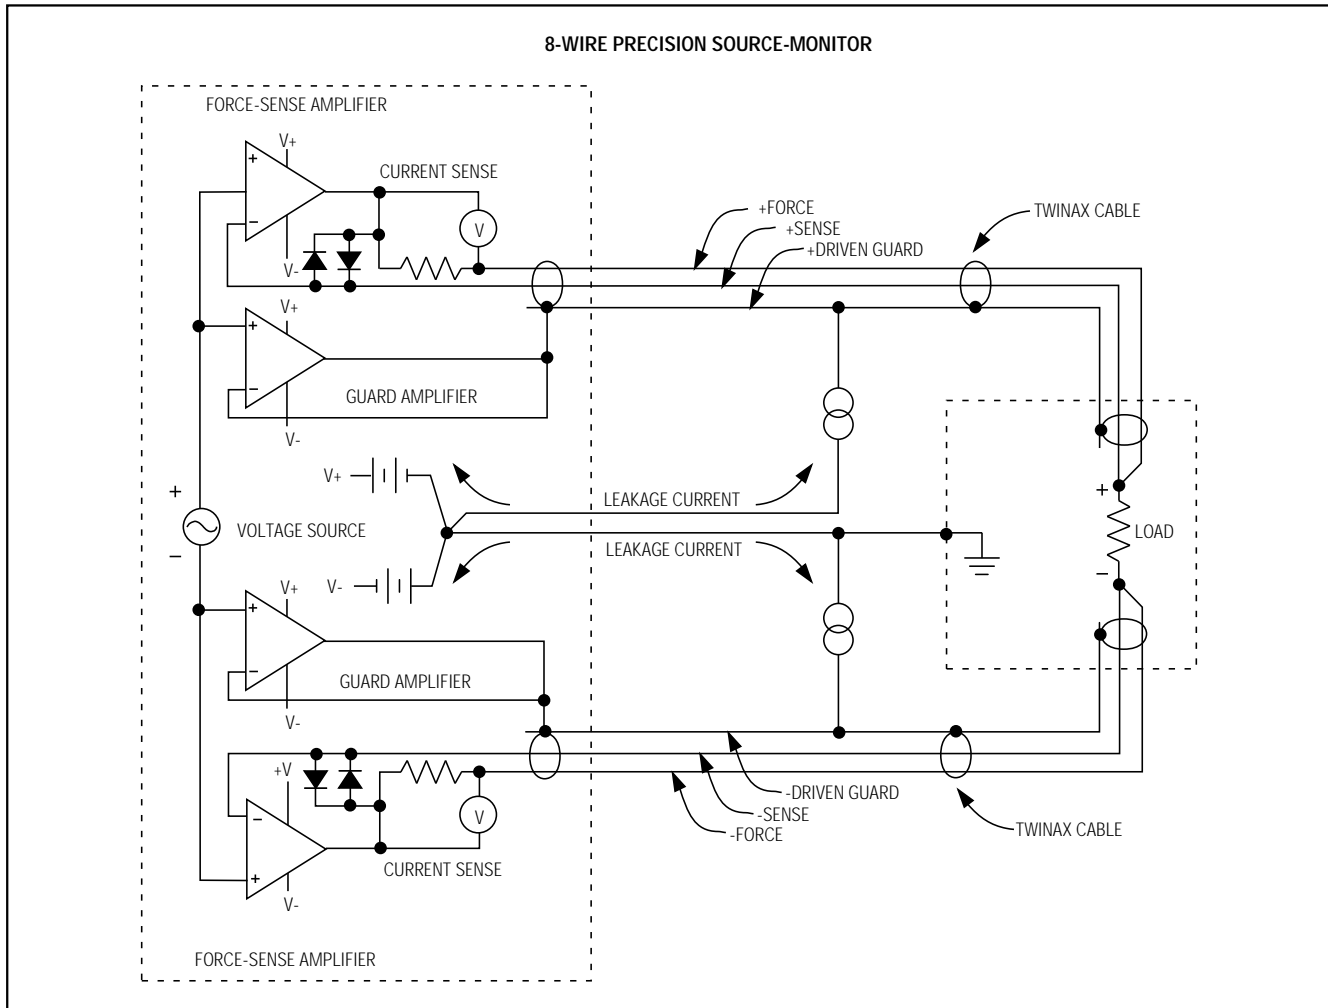 8-WIRE PRECISION SOURCE-MONITOR
FORCE-SENSE AMPLIFIER
V+
+
CURRENT SENSE
+FORCE
TWINAX CABLE
+SENSE
V
−
+DRIVEN GUARD
V-
V+
+
−
GUARD AMPLIFIER
V-
V+
+
+
LEAKAGE CURRENT
VOLTAGE SOURCE
LOAD
LEAKAGE CURRENT
−
−
V-
V+
+
−
GUARD AMPLIFIER
V-
+V
-DRIVEN GUARD
-SENSE
−
V
TWINAX CABLE
-FORCE
CURRENT SENSE
+
V-
FORCE-SENSE AMPLIFIER